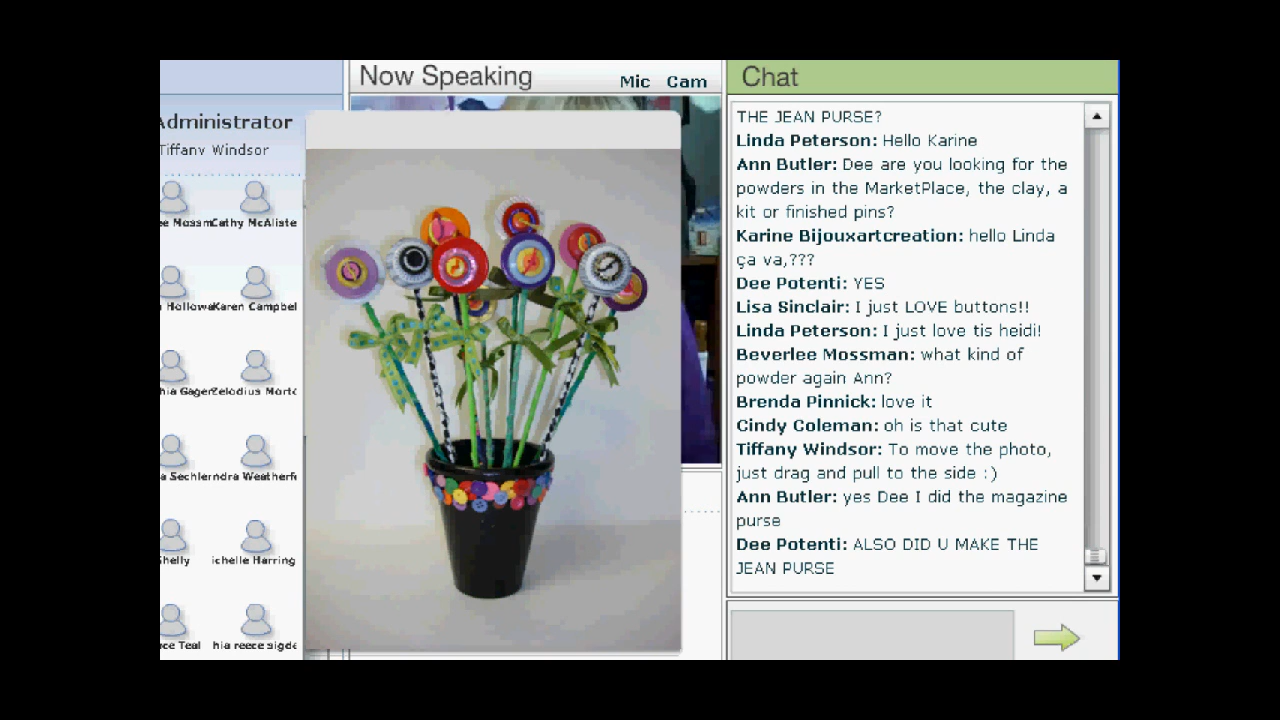 Now Speaking
Mic Cam
Chat
Administrator
Tiffany Windsor
Cathy McAliste
Karen Campbel
Zelodius Morto
ichelle Harring
Teal
THE JEAN PURSE?
Linda Peterson: Hello Karine
Ann Butler: Dee are you looking for the
powders in the MarketPlace, the clay, a
kit or finished pins?
Karine Bijouxartcreation: hello Linda
ça va,???
Dee Potenti: YES
Lisa Sinclair: I just LOVE buttons!!
Linda Peterson: I just love tis heidi!
Beverlee Mossman: what kind of
powder again Ann?
Brenda Pinnick: love it
Cindy Coleman: oh is that cute
Tiffany Windsor: To move the photo,
just drag and pull to the side :)
Ann Butler: yes Dee I did the magazine
purse
Dee Potenti: ALSO DID U MAKE THE
JEAN PURSE